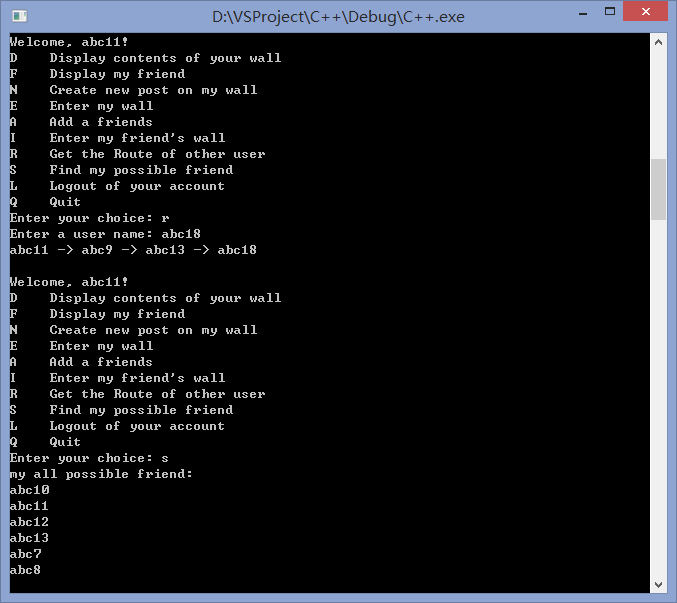 D:\VSProject\C++\Debug\C++.exe
Welcome, abc11!
D    Display contents of your wall
F    Display my friend
N    Create new post on my wall
E    Enter my wall
A    Add a friends
I    Enter my friend's wall
R    Get the Route of other user
S    Find my possible friend
L    Logout of your account
Q    Quit
Enter your choice: r
Enter a user name: abc18
abc11 -> abc9 -> abc13 -> abc18
Welcome, abc11!
D    Display contents of your wall
F    Display my friend
N    Create new post on my wall
E    Enter my wall
A    Add a friends
I    Enter my friend's wall
R    Get the Route of other user
S    Find my possible friend
L    Logout of your account
Q    Quit
Enter your choice: s
my all possible friend:
abc10
abc11
abc12
abc13
abc7
abc8